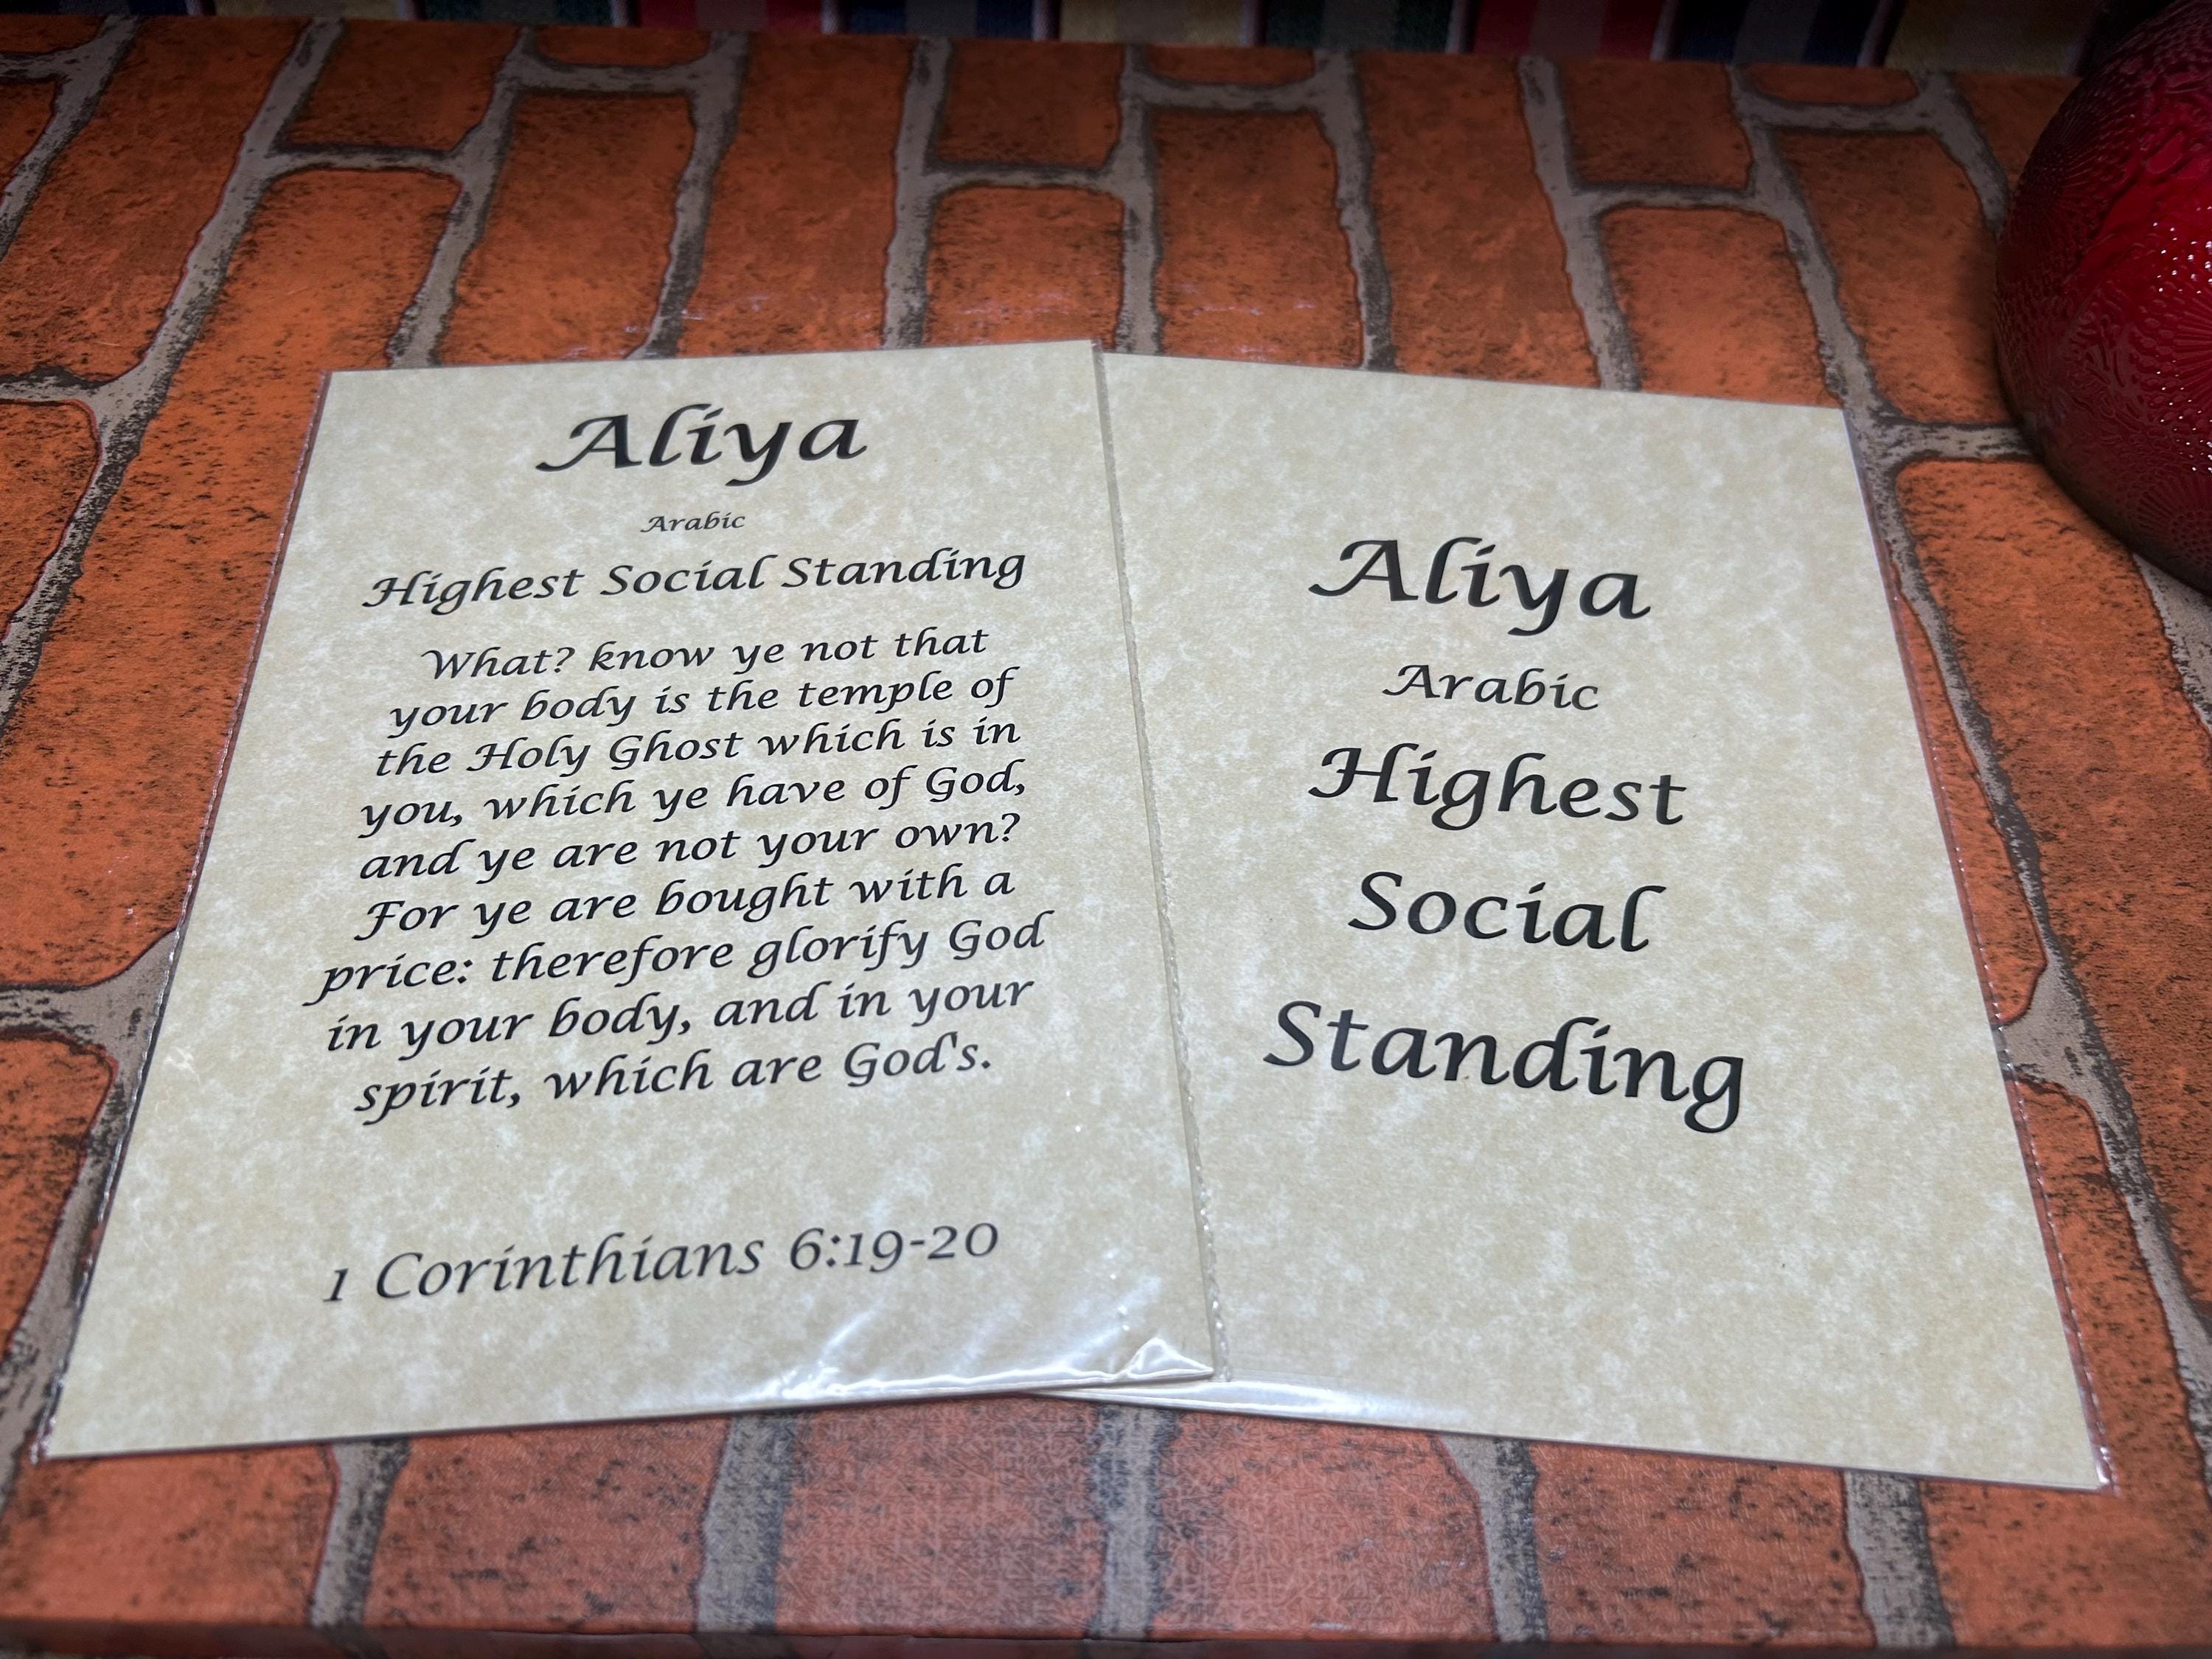 Aliya
Arabic
Highest Social Standing
What? know ye not that
your body is the temple of
the Holy Ghost which is in
you, which ye have of God,
and ye are not your own?
For ye are bought with a
price: therefore glorify God
in your body, and in your
spirit, which are God's.
1 Corinthians 6:19-20
Aliya
Arabic
Highest
Social
Standing